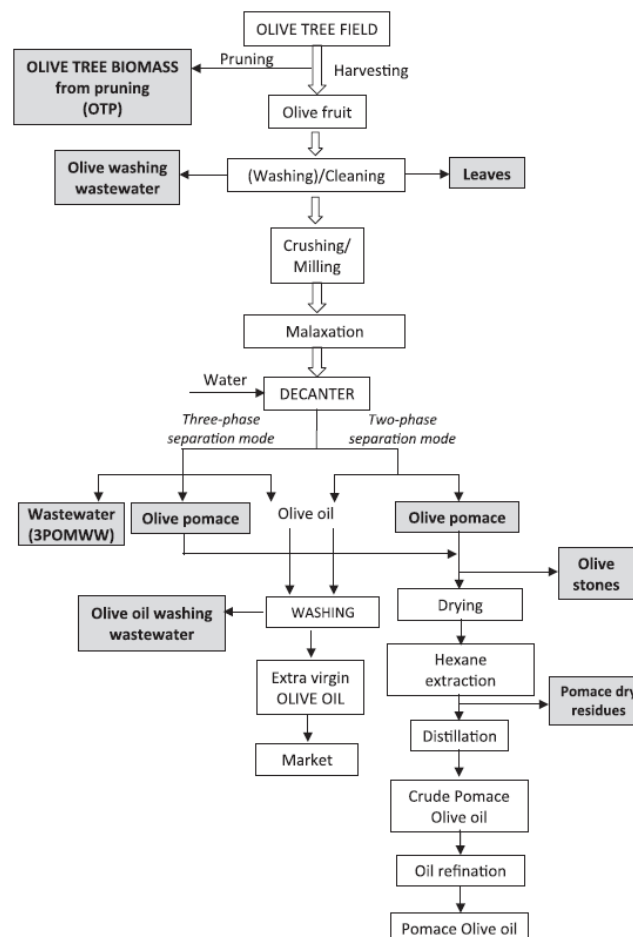 OLIVE TREE FIELD
Pruning
Harvesting
OLIVE TREE BIOMASS
from pruning
(OTP)
Olive fruit
Olive washing
wastewater
(Washing)/Cleaning
Leaves
Crushing/
Milling
Malaxation
Water
DECANTER
Three-phase
separation mode
Two-phase
separation mode
Wastewater
(3POMWW)
Olive pomace
Olive oil
Olive pomace
Olive
stones
Olive oil washing
wastewater
WASHING
Drying
Extra virgin
OLIVE OIL
Hexane
extraction
Pomace dry
residues
Market
Distillation
Crude Pomace
Olive oil
Oil refination
Pomace Olive oil